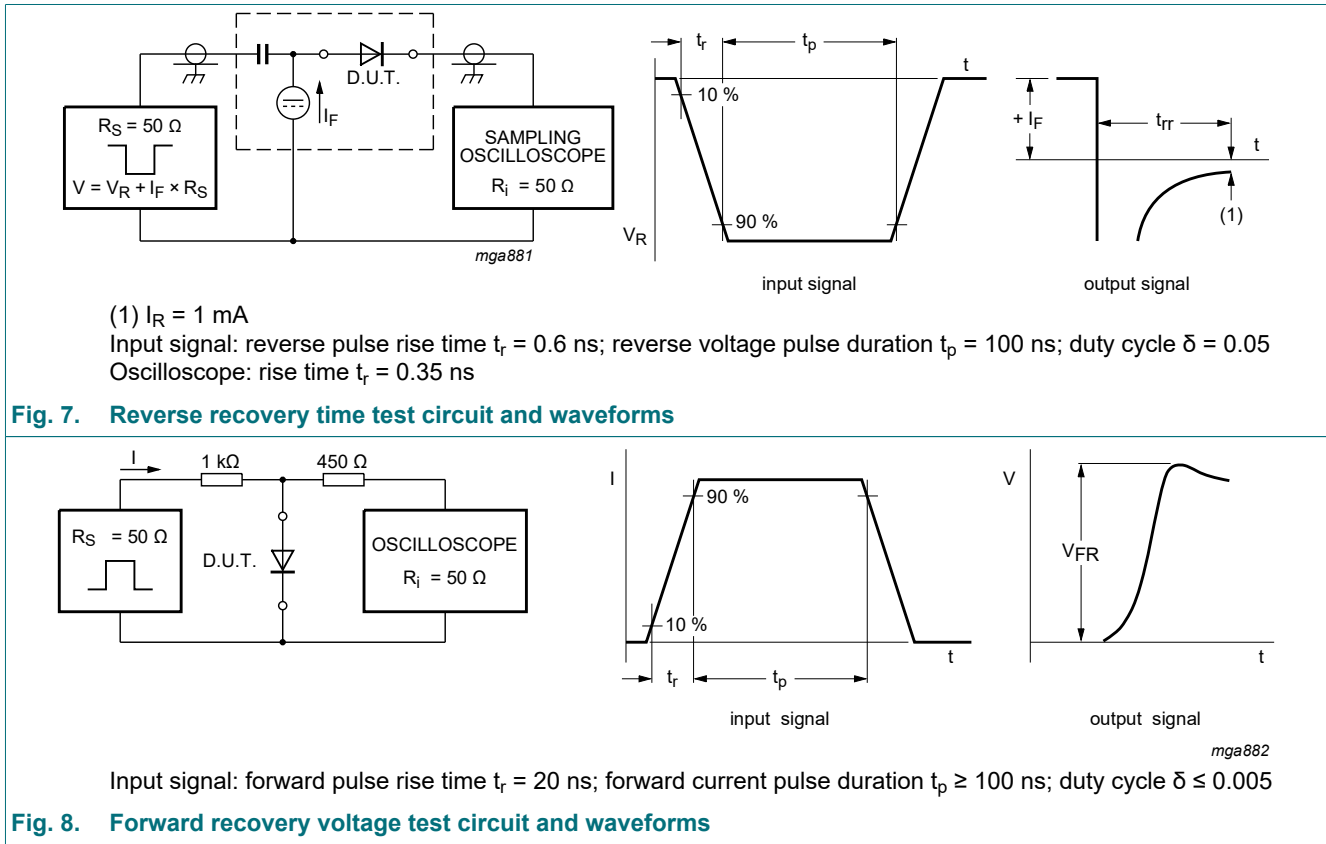 D.U.T.
I_F
R_S = 50 Ω
V = V_R + I_F × R_S
SAMPLING
OSCILLOSCOPE
R_i = 50 Ω
mga881
t_r
t_p
t
10 %
90 %
V_R
input signal
+ I_F
t_rr
t
(1)
output signal
(1) I_R = 1 mA
Input signal: reverse pulse rise time t_r = 0.6 ns; reverse voltage pulse duration t_p = 100 ns; duty cycle δ = 0.05
Oscilloscope: rise time t_r = 0.35 ns
Fig. 7. Reverse recovery time test circuit and waveforms
I
1 kΩ
450 Ω
R_S = 50 Ω
D.U.T.
OSCILLOSCOPE
R_i = 50 Ω
I
90 %
10 %
t
t_r
t_p
input signal
V
V_FR
t
output signal
mga882
Input signal: forward pulse rise time t_r = 20 ns; forward current pulse duration t_p ≥ 100 ns; duty cycle δ ≤ 0.005
Fig. 8. Forward recovery voltage test circuit and waveforms